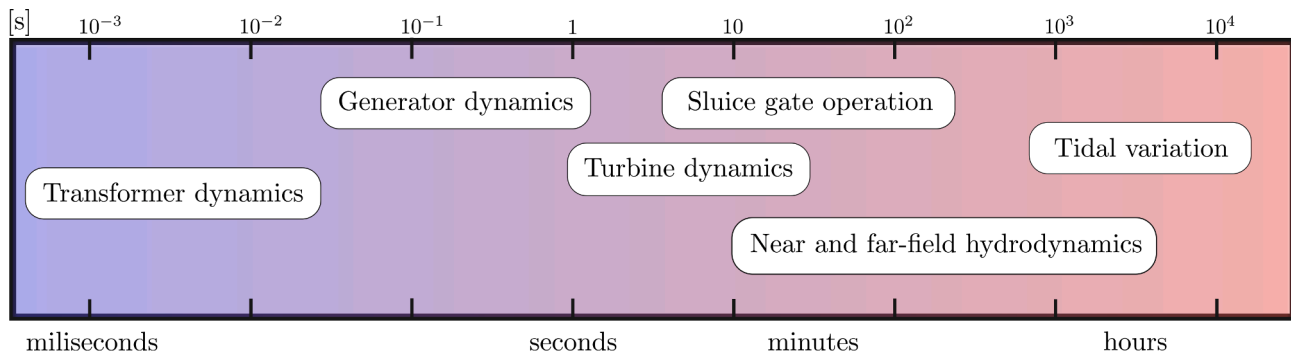 [s] 10⁻³ 10⁻² 10⁻¹ 1 10 10² 10³ 10⁴
Generator dynamics
Sluice gate operation
Tidal variation
Turbine dynamics
Transformer dynamics
Near and far-field hydrodynamics
miliseconds seconds minutes hours